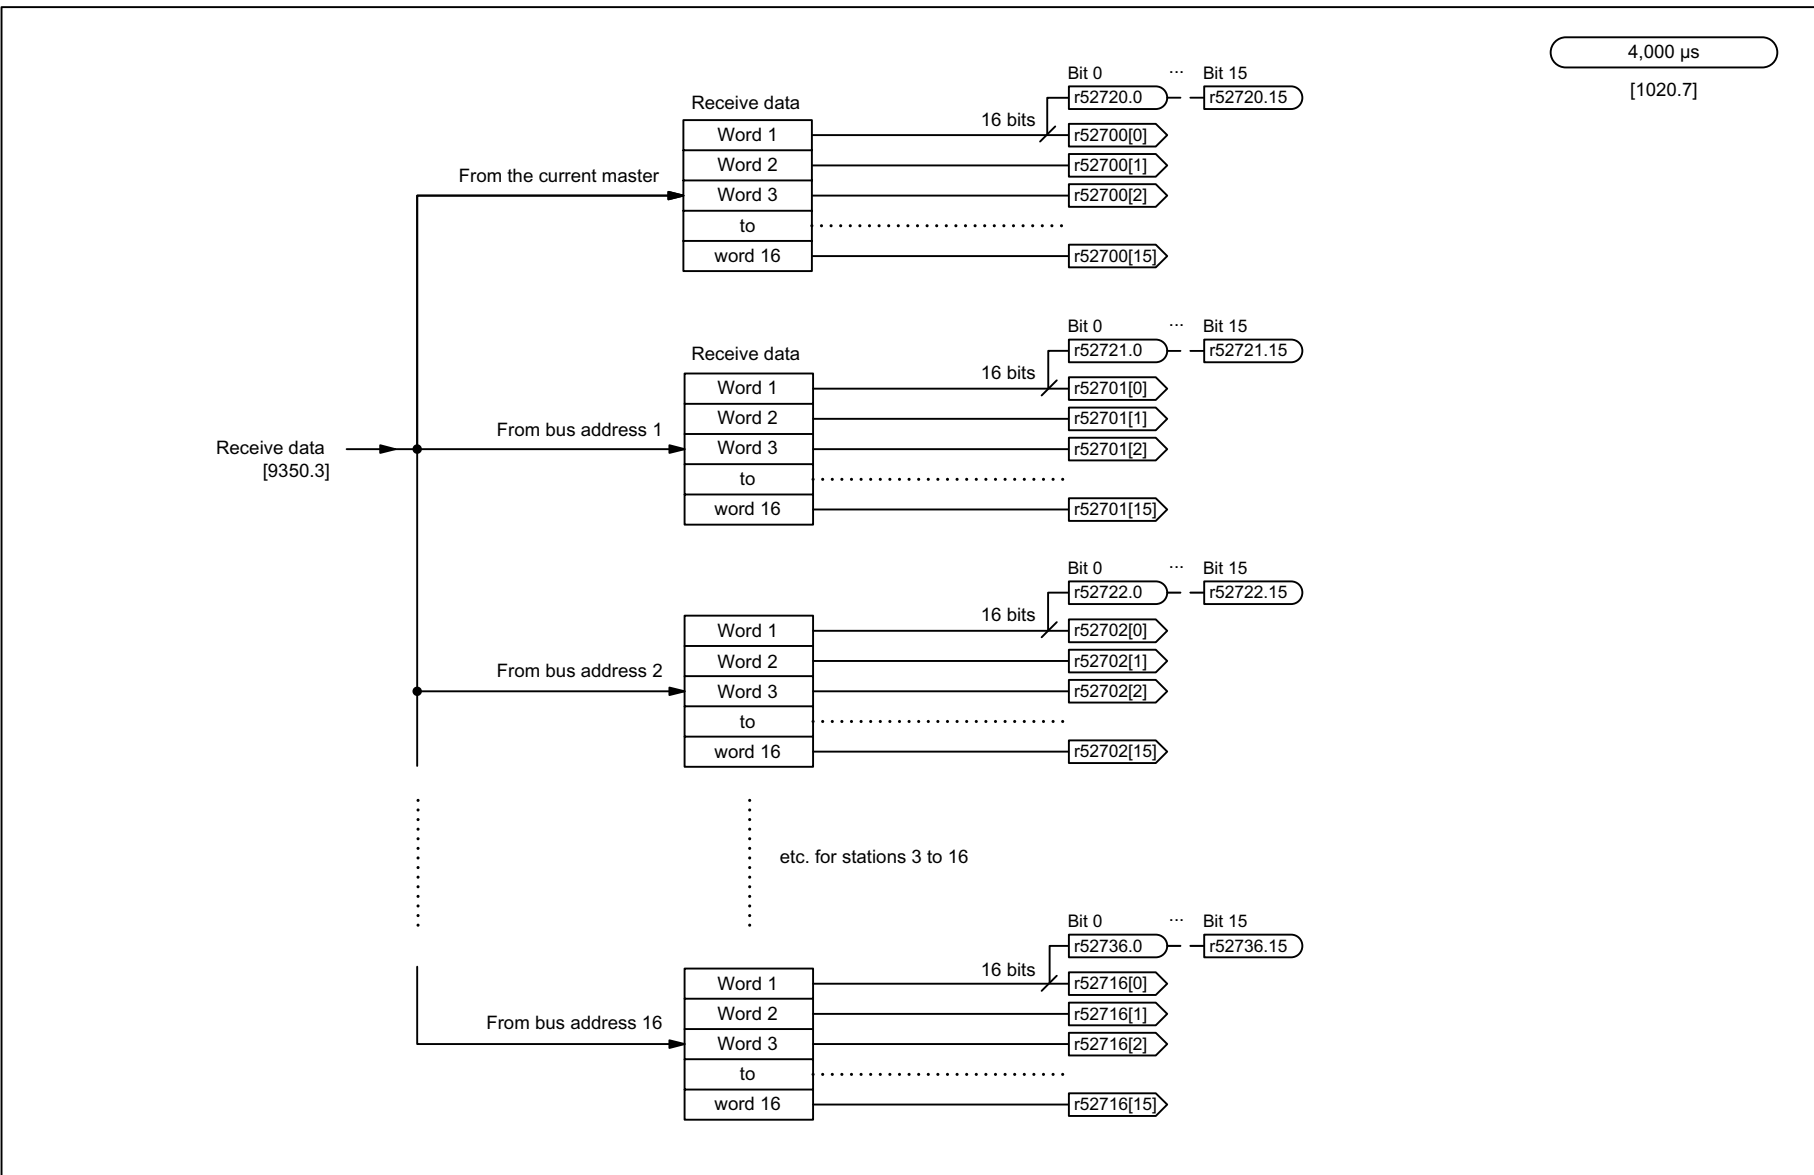 4,000 µs
[1020.7]
Bit 0 ... Bit 15
r52720.0 r52720.15
Receive data
16 bits
Word 1 r52700[0]
Word 2 r52700[1]
From the current master
Word 3 r52700[2]
to
word 16 r52700[15]
Bit 0 ... Bit 15
r52721.0 r52721.15
Receive data
16 bits
Word 1 r52701[0]
Word 2 r52701[1]
From bus address 1
Word 3 r52701[2]
Receive data
[9350.3]
to
word 16 r52701[15]
Bit 0 ... Bit 15
r52722.0 r52722.15
16 bits
Word 1 r52702[0]
Word 2 r52702[1]
From bus address 2
Word 3 r52702[2]
to
word 16 r52702[15]
etc. for stations 3 to 16
Bit 0 ... Bit 15
r52736.0 r52736.15
16 bits
Word 1 r52716[0]
Word 2 r52716[1]
From bus address 16
Word 3 r52716[2]
to
word 16 r52716[15]